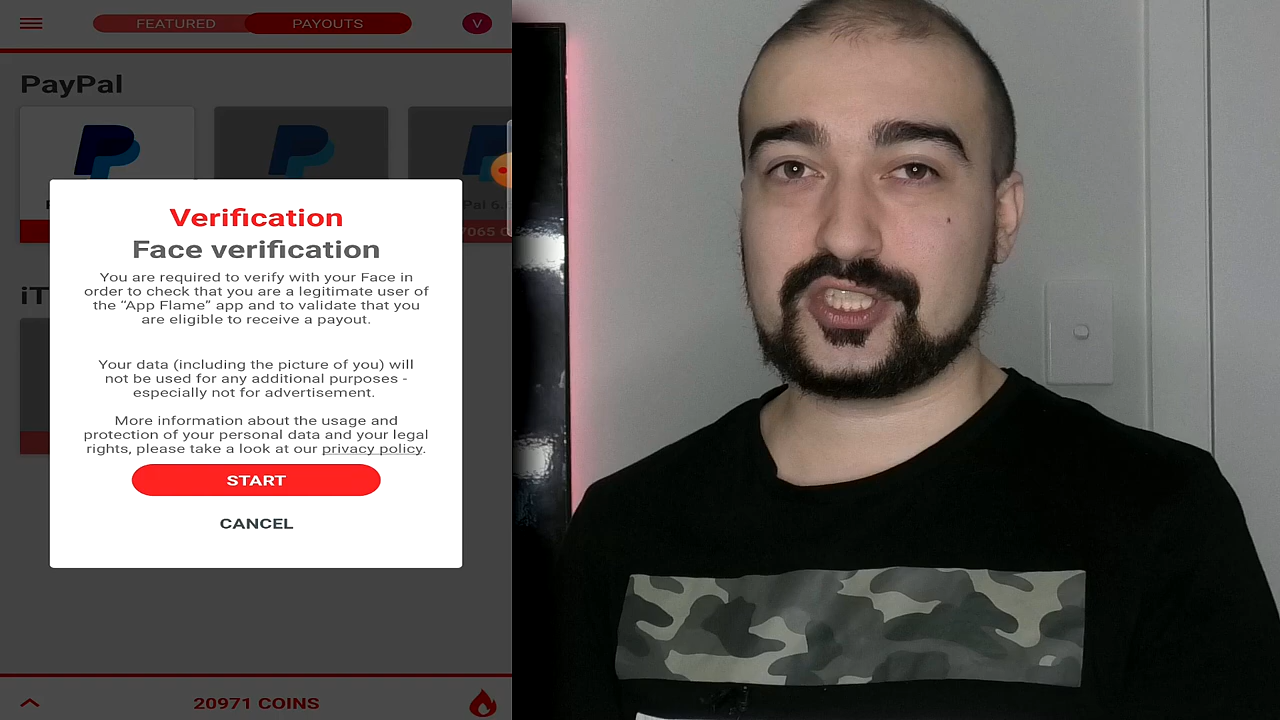 FEATURED
PAYOUTS
V
PayPal
Verification
Face verification
You are required to verify with your Face in
order to check that you are a legitimate user of
the “App Flame” app and to validate that you
are eligible to receive a payout.
Your data (including the picture of you) will
not be used for any additional purposes -
especially not for advertisement.
More information about the usage and
protection of your personal data and your legal
rights, please take a look at our privacy policy.
START
CANCEL
iT
20971 COINS